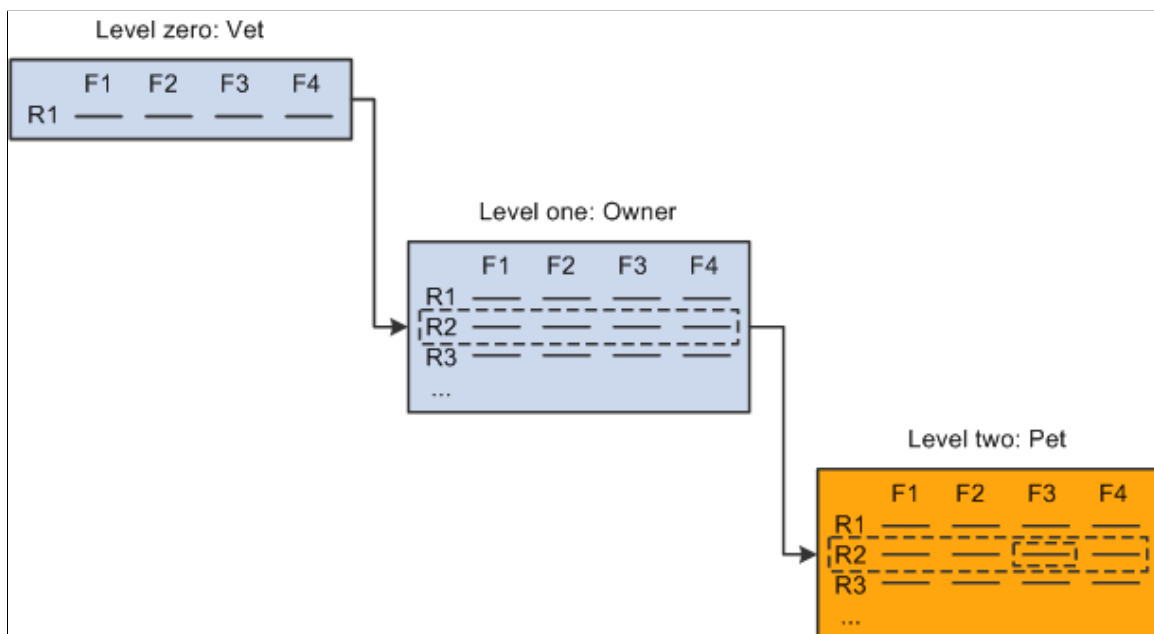 Level zero: Vet
F1 F2 F3 F4
R1
Level one: Owner
F1 F2 F3 F4
R1
R2
R3
...
Level two: Pet
F1 F2 F3 F4
R1
R2
R3
...